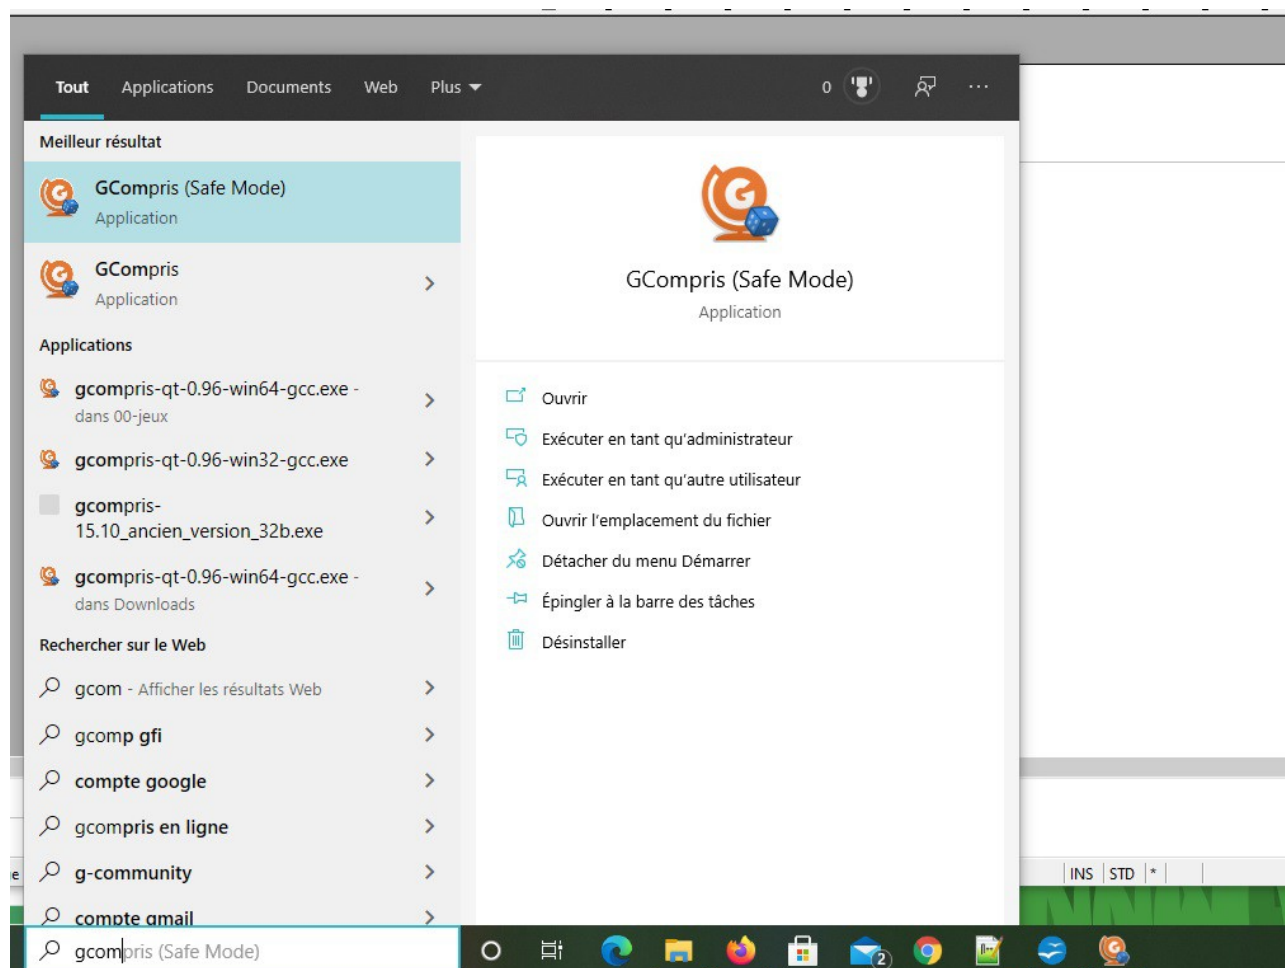 Tout Applications Documents Web Plus 0 ...
Meilleur résultat
GCompris (Safe Mode)
Application
GCompris
Application
Applications
gcompris-qt-0.96-win64-gcc.exe -
dans 00-jeux
gcompris-qt-0.96-win32-gcc.exe
gcompris-
15.10_ancien_version_32b.exe
gcompris-qt-0.96-win64-gcc.exe -
dans Downloads
Rechercher sur le Web
gcom - Afficher les résultats Web
gcomp gfi
compte google
gcompris en ligne
g-community
compte gmail
gcompris (Safe Mode)
GCompris (Safe Mode)
Application
Ouvrir
Exécuter en tant qu'administrateur
Exécuter en tant qu'autre utilisateur
Ouvrir l'emplacement du fichier
Détacher du menu Démarrer
Épingler à la barre des tâches
Désinstaller
INS STD *
2